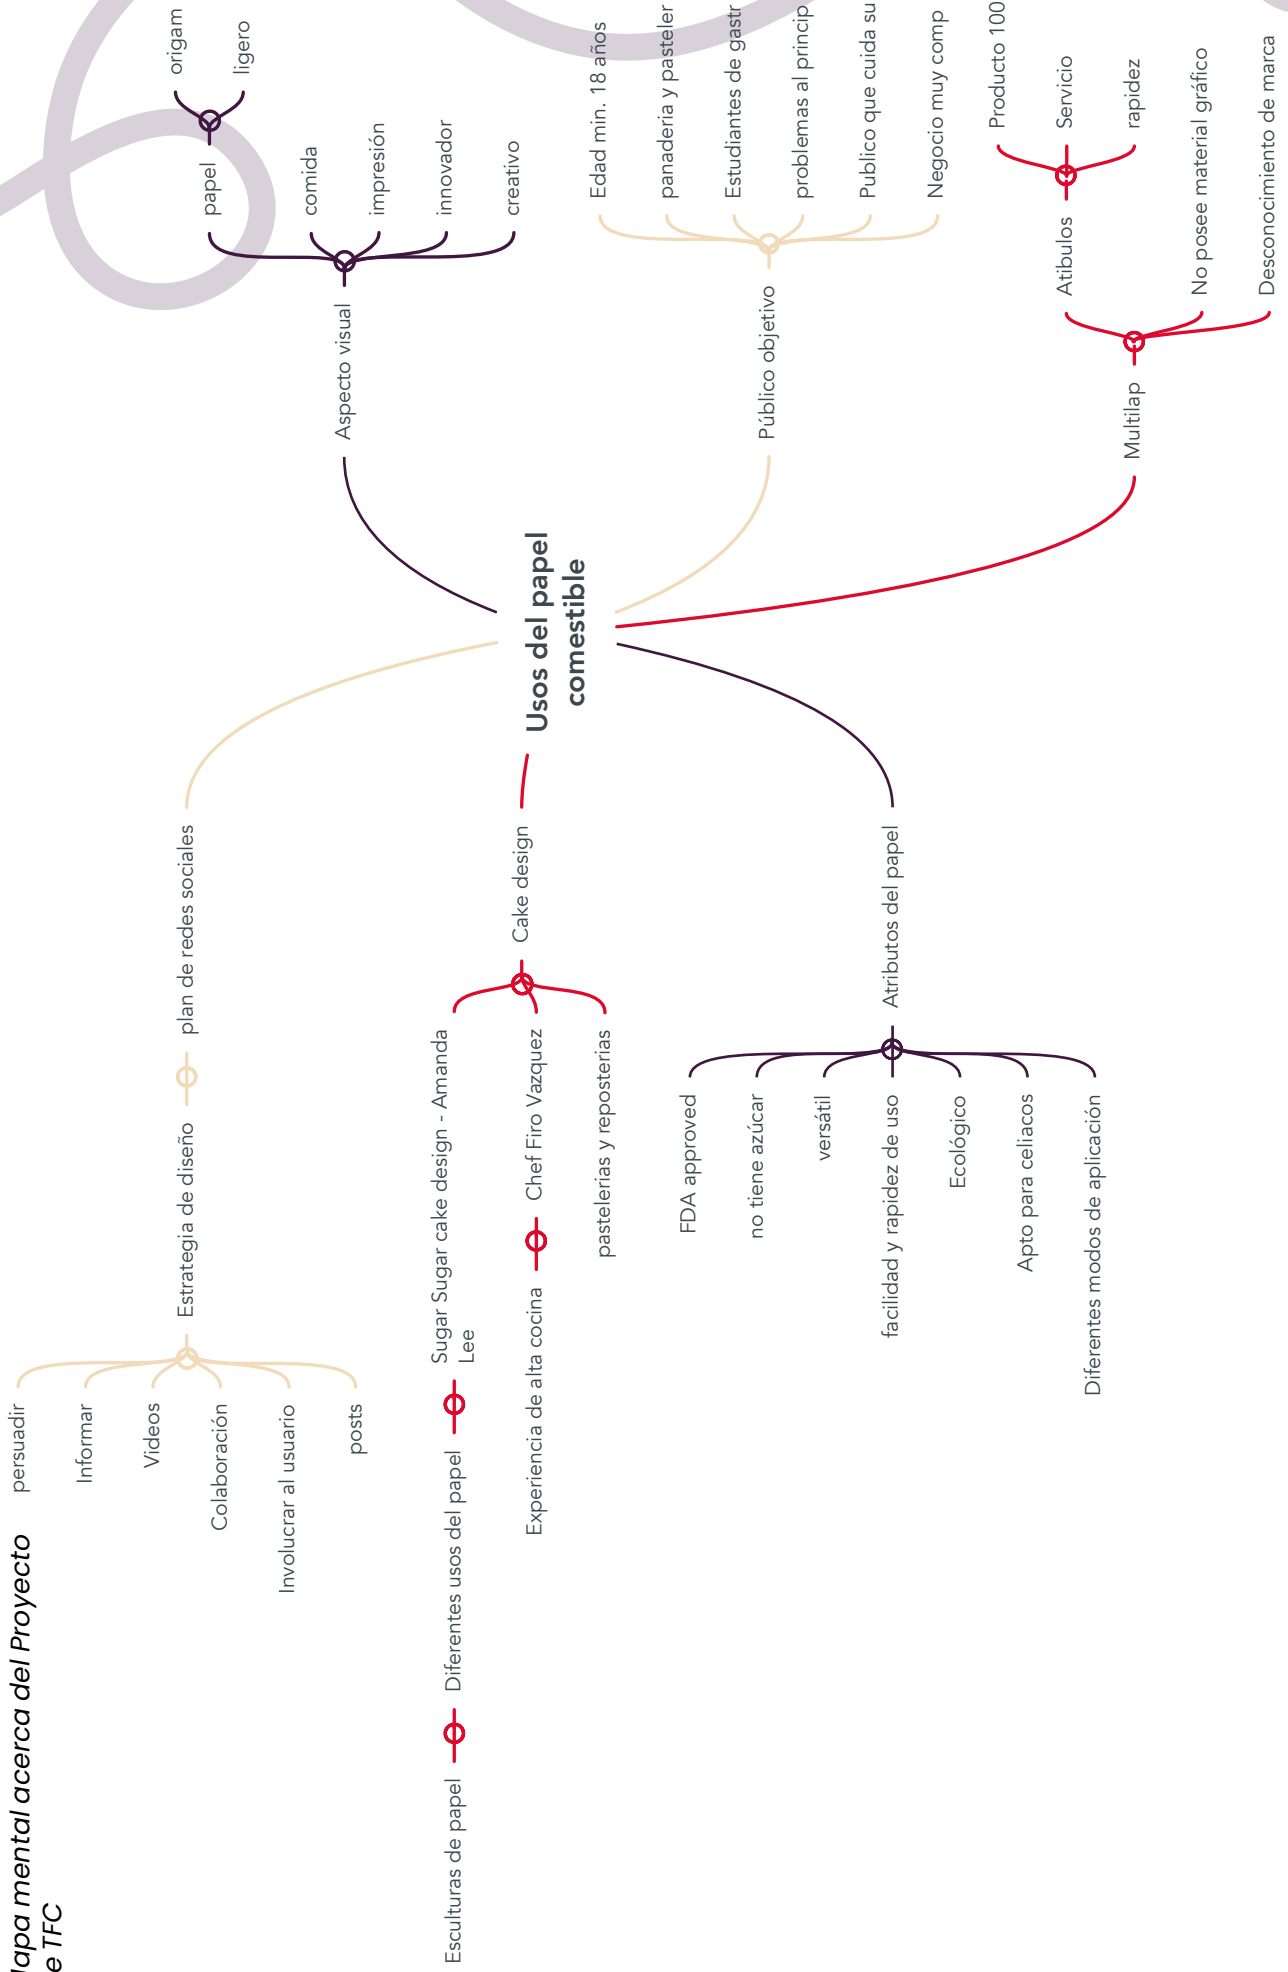 mental acerca del Proyecto
e TFC
persuadir
Informar
Videos
Colaboración
Involucrar al usuario
posts
Estrategia de diseño
plan de redes sociales
Esculturas de papel
Diferentes usos del papel
Sugar Sugar cake design - Amanda
Lee
Experiencia de alta cocina
Chef Firo Vazquez
pastelerias y reposterias
Cake design
FDA approved
no tiene azúcar
versátil
facilidad y rapidez de uso
Ecológico
Apto para celiacos
Diferentes modos de aplicación
Atributos del papel
Usos del papel
comestible
Aspecto visual
papel
origam
ligero
comida
impresión
innovador
creativo
Público objetivo
Edad min. 18 años
panaderia y pasteler
Estudiantes de gastr
problemas al princip
Publico que cuida su
Negocio muy comp
Multilap
Atibulos
Producto 100
Servicio
rapidez
No posee material gráfico
Desconocimiento de marca